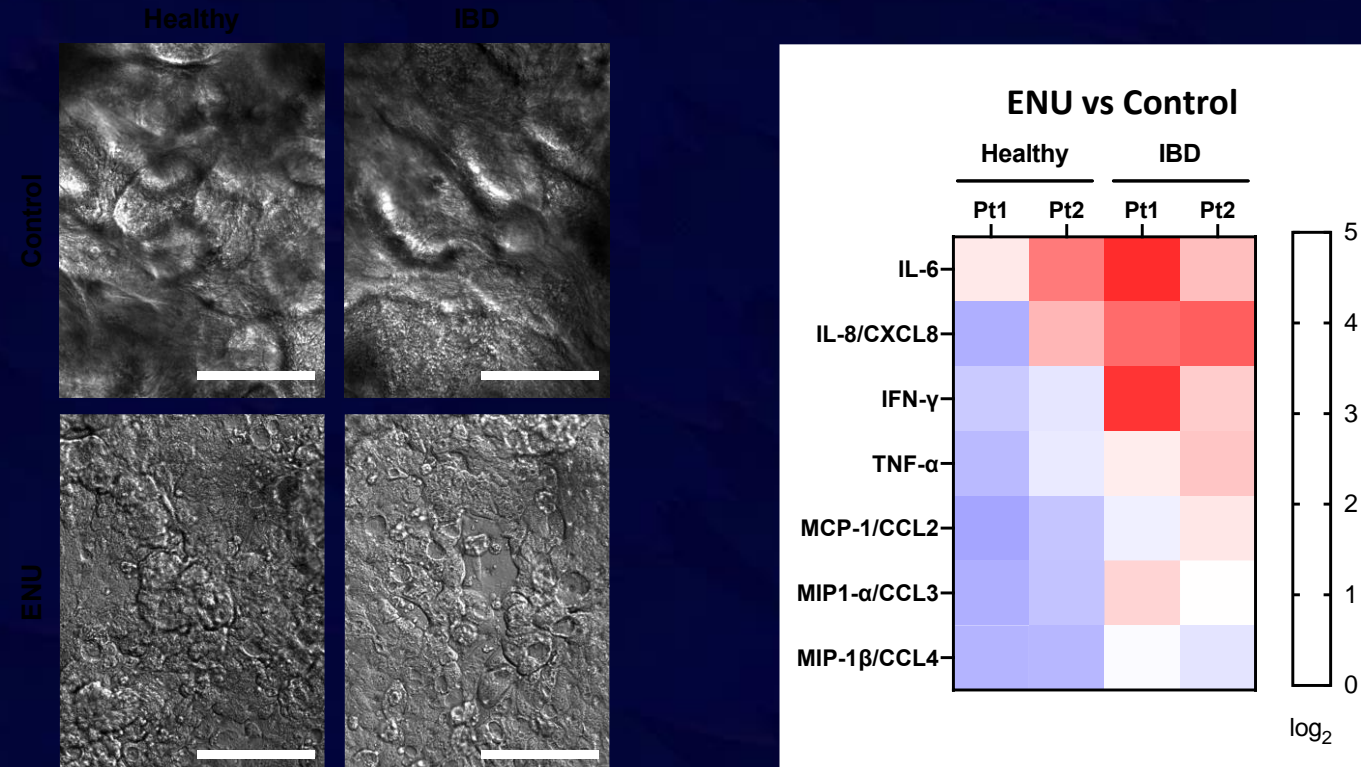 Healthy IBD
Control
ENU
ENU vs Control
Healthy IBD
Pt1 Pt2 Pt1 Pt2
IL-6
IL-8/CXCL8
IFN-γ
TNF-α
MCP-1/CCL2
MIP1-α/CCL3
MIP-1β/CCL4
5
4
3
2
1
0
log2